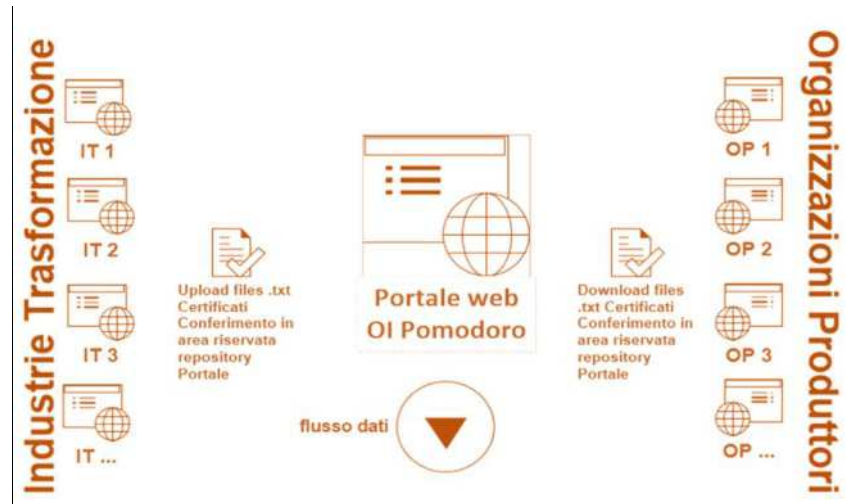 Industrie Trasformazione
IT 1
IT 2
IT 3
IT ...
Upload files .txt
Certificati
Conferimento in
area riservata
repository
Portale
Portale web
OI Pomodoro
flusso dati
Download files
.txt Certificati
Conferimento in
area riservata
repository
Portale
OP 1
OP 2
OP 3
OP ...
Organizzazioni Produttori